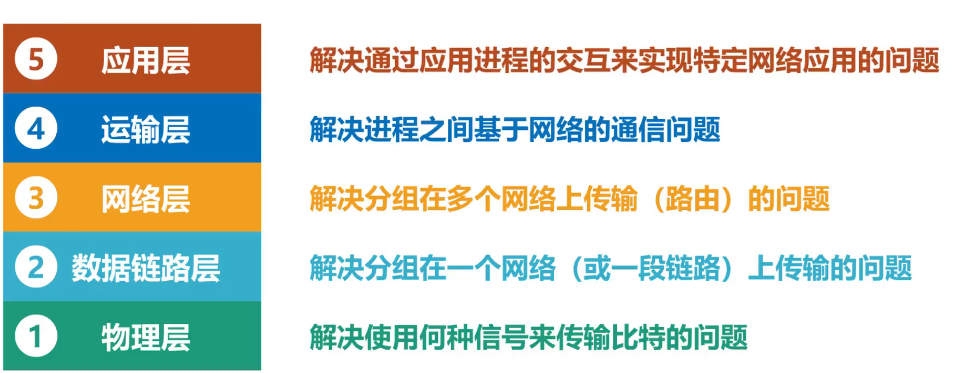 5 应用层 解决通过应用进程的交互来实现特定网络应用的问题
4 运输层 解决进程之间基于网络的通信问题
3 网络层 解决分组在多个网络上传输（路由）的问题
2 数据链路层 解决分组在一个网络（或一段链路）上传输的问题
1 物理层 解决使用何种信号来传输比特的问题